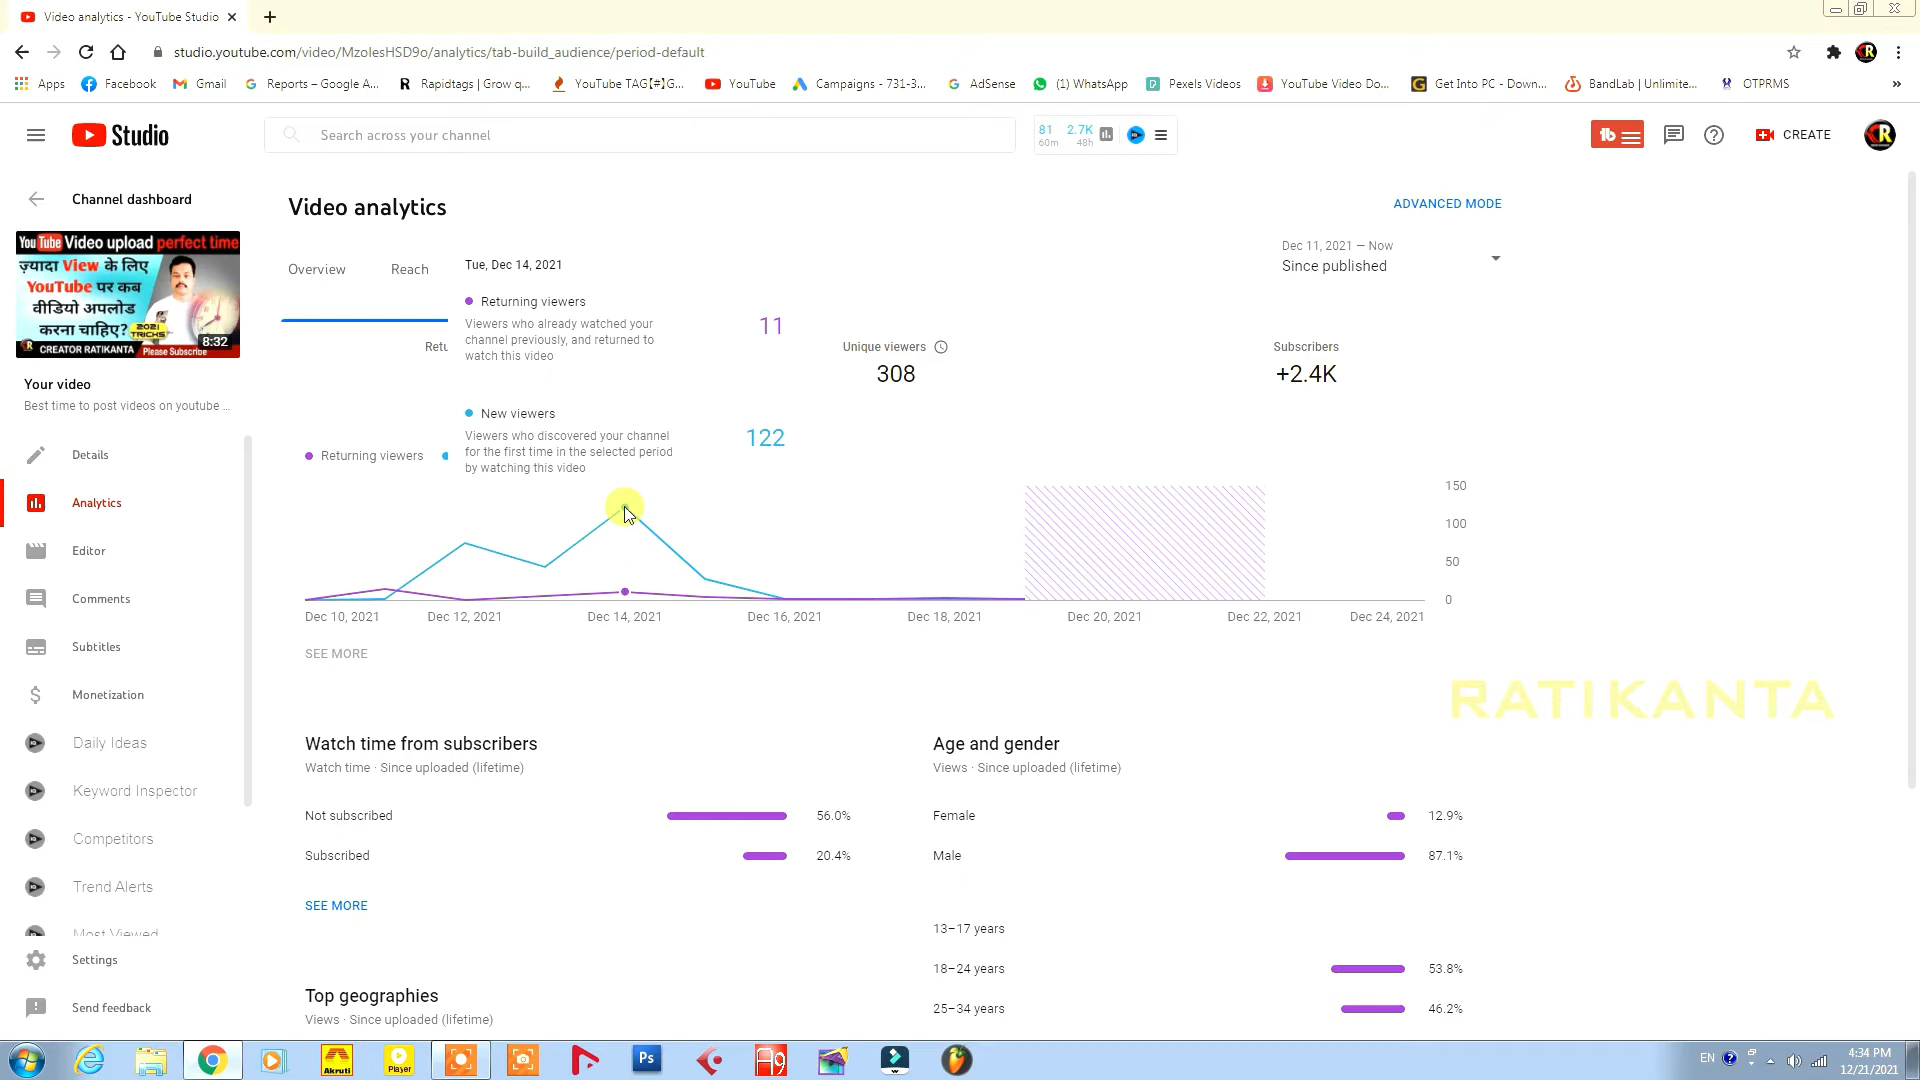 Video analytics - YouTube Studio
studio.youtube.com/video/MzolesHSD9o/analytics/tab-build_audience/period-default
Apps Facebook Gmail Reports – Google A... Rapidtags | Grow q... YouTube TAG【#】G... YouTube Campaigns - 731-3... AdSense (1) WhatsApp Pexels Videos YouTube Video Do... Get Into PC - Down... BandLab | Unlimite... OTPRMS »
Studio
Search across your channel
81 2.7K
60m 48h
CREATE
Channel dashboard
YouTube Video upload perfect time
ज़्यादा View के लिए
YouTube पर कब
वीडियो अपलोड
करना चाहिए?
2021 TRICKS
8:32
CREATOR RATIKANTA Please Subscribe
Your video
Best time to post videos on youtube ...
Details
Analytics
Editor
Comments
Subtitles
Monetization
Daily Ideas
Keyword Inspector
Competitors
Trend Alerts
Most Viewed
Settings
Send feedback
Video analytics
ADVANCED MODE
Overview Reach
Dec 11, 2021 – Now
Since published
Tue, Dec 14, 2021
Returning viewers
Viewers who already watched your
channel previously, and returned to
watch this video
11
New viewers
Viewers who discovered your channel
for the first time in the selected period
by watching this video
122
Retu
Unique viewers
308
Subscribers
+2.4K
Returning viewers
150
100
50
0
Dec 10, 2021 Dec 12, 2021 Dec 14, 2021 Dec 16, 2021 Dec 18, 2021 Dec 20, 2021 Dec 22, 2021 Dec 24, 2021
SEE MORE
RATIKANTA
Watch time from subscribers
Watch time · Since uploaded (lifetime)
Not subscribed 56.0%
Subscribed 20.4%
SEE MORE
Age and gender
Views · Since uploaded (lifetime)
Female 12.9%
Male 87.1%
13–17 years
18–24 years 53.8%
25–34 years 46.2%
Top geographies
Views · Since uploaded (lifetime)
Akruti
Player
Ps
EN
4:34 PM
12/21/2021